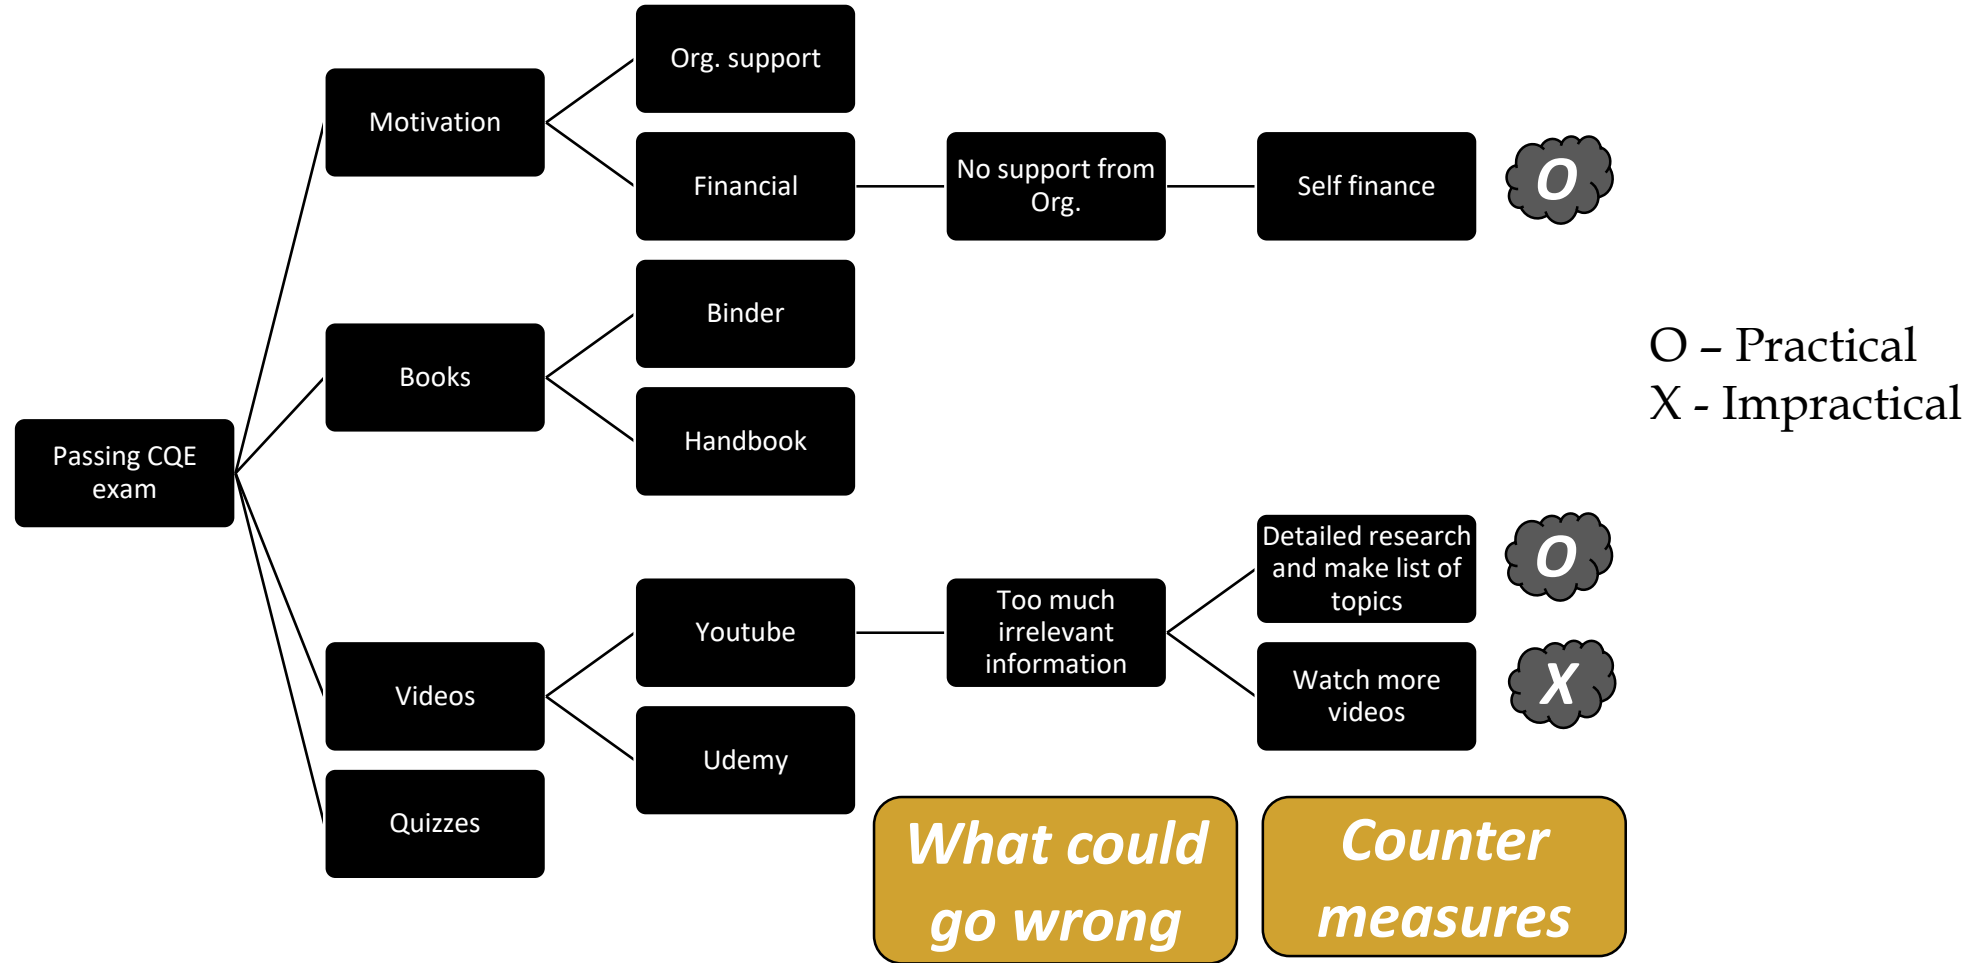 Passing CQE
exam
Motivation
Org. support
Financial
No support from
Org.
Self finance
O
Books
Binder
Handbook
Videos
Youtube
Too much
irrelevant
information
Detailed research
and make list of
topics
O
Watch more
videos
X
Udemy
Quizzes
What could
go wrong
Counter
measures
O – Practical
X - Impractical